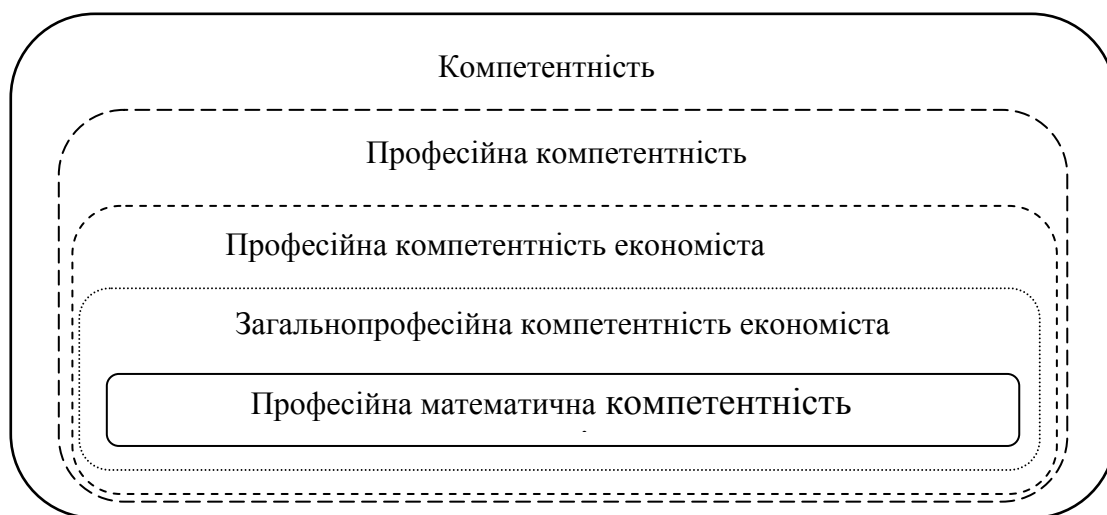 Компетентність
Професійна компетентність
Професійна компетентність економіста
Загальнопрофесійна компетентність економіста
Професійна математична компетентність